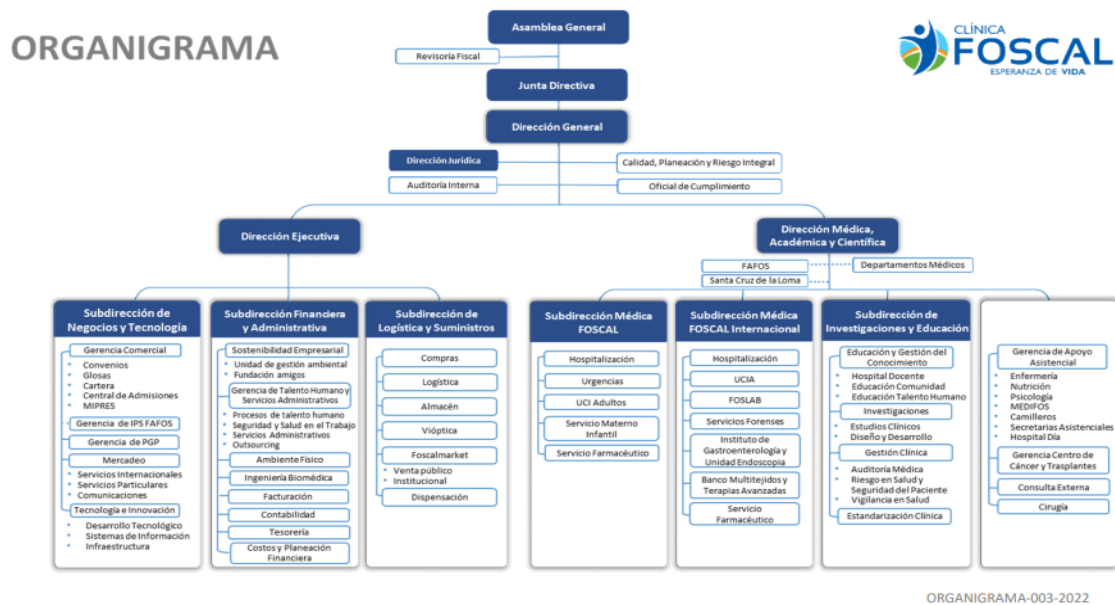 ORGANIGRAMA
CLÍNICA
FOSCAL
ESPERANZA DE VIDA
Asamblea General
Revisoría Fiscal
Junta Directiva
Dirección General
Dirección Jurídica
Calidad, Planeación y Riesgo Integral
Auditoría Interna
Oficial de Cumplimiento
Dirección Ejecutiva
Dirección Médica,
Académica y Científica
FAFOS
Departamentos Médicos
Santa Cruz de la Loma
Subdirección de
Negocios y Tecnología
Gerencia Comercial
Convenios
Glosas
Cartera
Central de Admisiones
MIPRES
Gerencia de IPS FAFOS
Gerencia de PGP
Mercadeo
Servicios Internacionales
Servicios Particulares
Comunicaciones
Tecnología e Innovación
Desarrollo Tecnológico
Sistemas de Información
Infraestructura
Subdirección Financiera
y Administrativa
Sostenibilidad Empresarial
Unidad de gestión ambiental
Fundación amigos
Gerencia de Talento Humano y
Servicios Administrativos
Procesos de talento humano
Seguridad y Salud en el Trabajo
Servicios Administrativos
Outsourcing
Ambiente Físico
Ingeniería Biomédica
Facturación
Contabilidad
Tesorería
Costos y Planeación
Financiera
Subdirección de
Logística y Suministros
Compras
Logística
Almacén
Vióptica
Foscalmarket
Venta público
Institucional
Dispensación
Subdirección Médica
FOSCAL
Hospitalización
Urgencias
UCI Adultos
Servicio Materno
Infantil
Servicio Farmacéutico
Subdirección Médica
FOSCAL Internacional
Hospitalización
UCIA
FOSLAB
Servicios Forenses
Instituto de
Gastroenterología y
Unidad Endoscopia
Banco Multitejidos y
Terapias Avanzadas
Servicio
Farmacéutico
Subdirección de
Investigaciones y Educación
Educación y Gestión del
Conocimiento
Hospital Docente
Educación Comunidad
Educación Talento Humano
Investigaciones
Estudios Clínicos
Diseño y Desarrollo
Gestión Clínica
Auditoría Médica
Riesgo en Salud y
Seguridad del Paciente
Vigilancia en Salud
Estandarización Clínica
Gerencia de Apoyo
Asistencial
Enfermería
Nutrición
Psicología
MEDIFOS
Camilleros
Secretarias Asistenciales
Hospital Día
Gerencia Centro de
Cáncer y Trasplantes
Consulta Externa
Cirugía
ORGANIGRAMA-003-2022